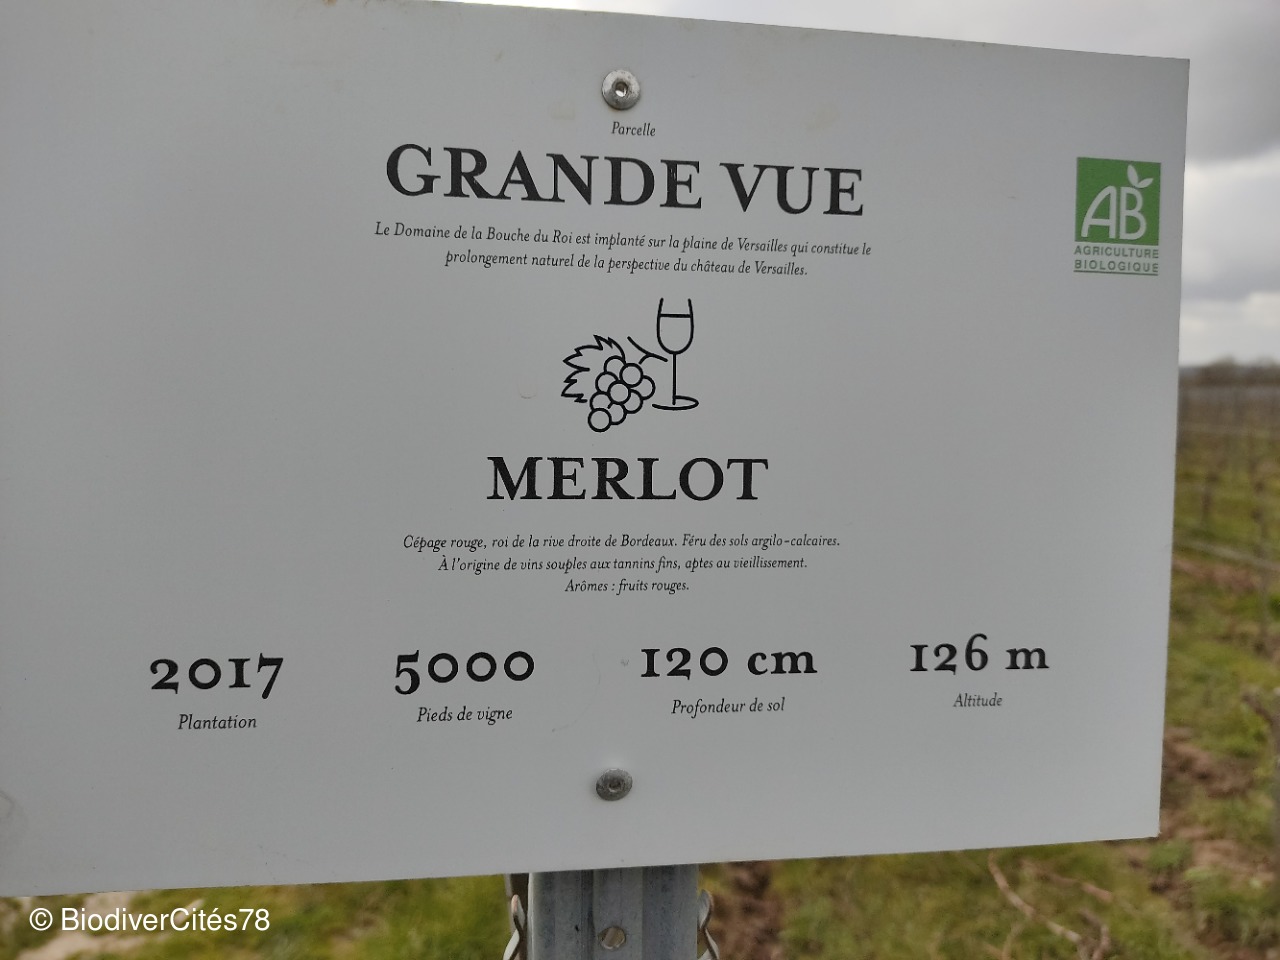 Parcelle
GRANDE VUE
Le Domaine de la Bouche du Roi est implanté sur la plaine de Versailles qui constitue le
prolongement naturel de la perspective du château de Versailles.
AB
AGRICULTURE
BIOLOGIQUE
MERLOT
Cépage rouge, roi de la rive droite de Bordeaux. Féru des sols argilo-calcaires.
À l'origine de vins souples aux tannins fins, aptes au vieillissement.
Arômes : fruits rouges.
2017
Plantation
5000
Pieds de vigne
120 cm
Profondeur de sol
126 m
Altitude
© BiodiverCités78